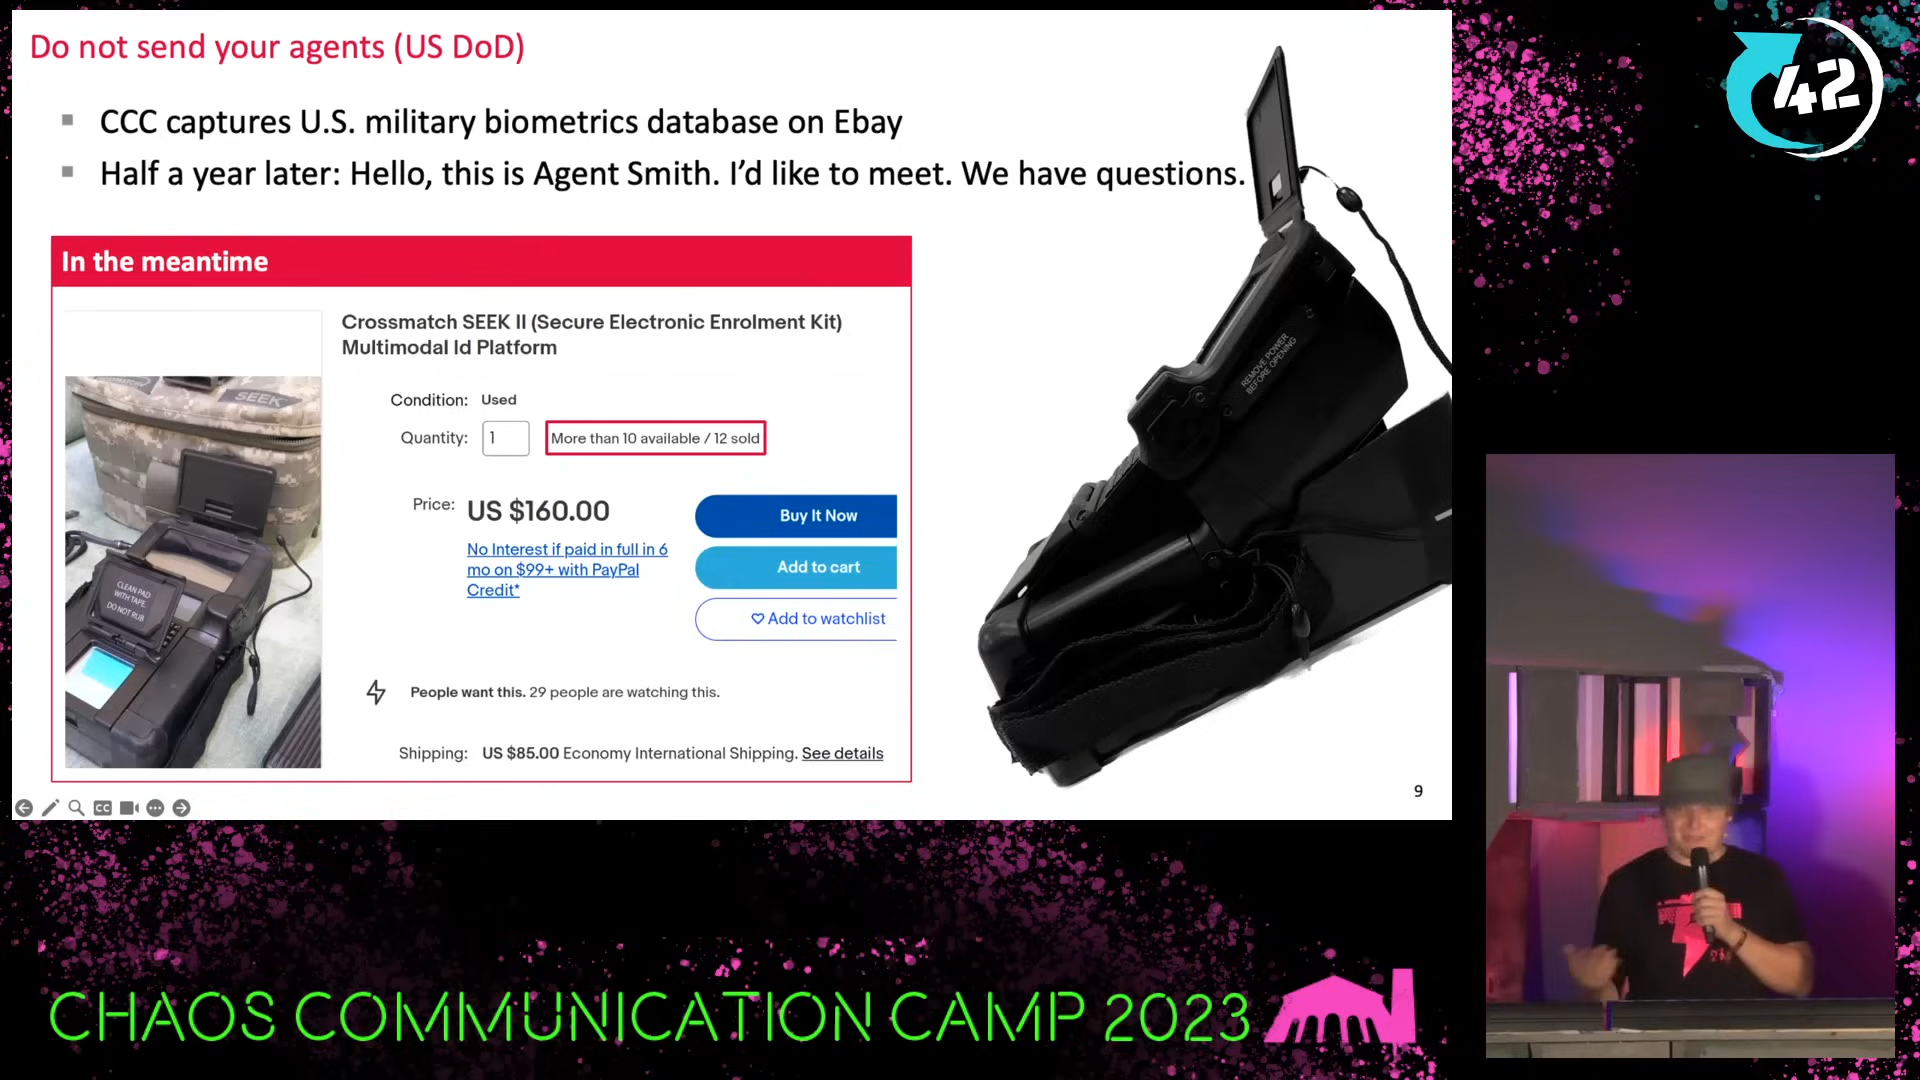 Do not send your agents (US DoD)
CCC captures U.S. military biometrics database on Ebay
Half a year later: Hello, this is Agent Smith. I'd like to meet. We have questions.
In the meantime
Crossmatch SEEK II (Secure Electronic Enrolment Kit)
Multimodal Id Platform
Condition: Used
Quantity: 1 More than 10 available / 12 sold
Price: US $160.00
No Interest if paid in full in 6
mo on $99+ with PayPal
Credit*
Buy It Now
Add to cart
Add to watchlist
People want this. 29 people are watching this.
Shipping: US $85.00 Economy International Shipping. See details
SEEK
CLEAN PAD
WITH TAPE.
DO NOT RUB
REMOVE POWER
BEFORE OPENING
9
CC
42
CHAOS COMMUNICATION CAMP 2023